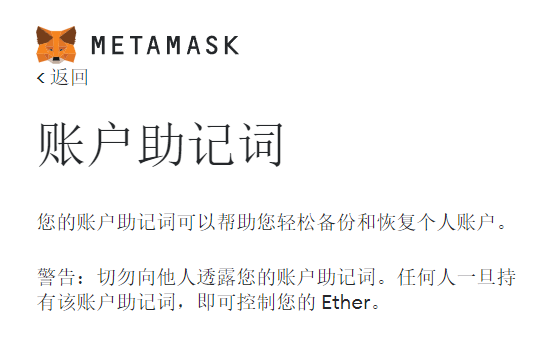 METAMASK
< 返回
账户助记词
您的账户助记词可以帮助您轻松备份和恢复个人账户。
警告：切勿向他人透露您的账户助记词。任何人一旦持
有该账户助记词，即可控制您的 Ether。